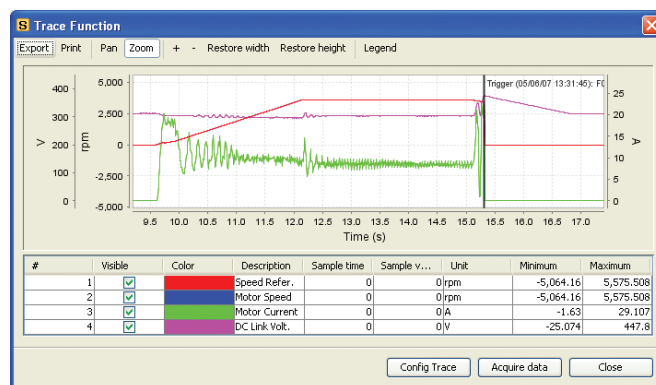 S Trace Function
Export Print Pan Zoom + - Restore width Restore height Legend
Trigger (05/06/07 13:31:45): F0
400 5,000 25
300 2,500 20
V 200 rpm 0 15 A
100 -2,500 10
0 -5,000 5
0
9.5 10.0 10.5 11.0 11.5 12.0 12.5 13.0 13.5 14.0 14.5 15.0 15.5 16.0 16.5 17.0
Time (s)
# Visible Color Description Sample time Sample v... Unit Minimum Maximum
1 Speed Refer. 0 0 rpm -5,064.16 5,575.508
2 Motor Speed 0 0 rpm -5,064.16 5,575.508
3 Motor Current 0 0 A -1.63 29.107
4 DC Link Volt. 0 0 V -25.074 447.8
Config Trace Acquire data Close